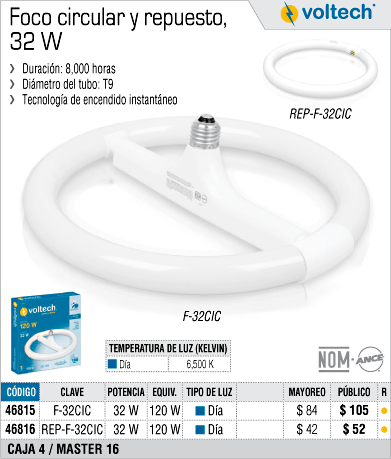 Foco circular y repuesto,
32 W
voltech®
› Duración: 8,000 horas
› Diámetro del tubo: T9
› Tecnología de encendido instantáneo
REP-F-32CIC
F-32CIC
voltech
120 W
32 W
TEMPERATURA DE LUZ (KELVIN)
Día 6,500 K
NOM-ANCE
CÓDIGO CLAVE POTENCIA EQUIV. TIPO DE LUZ MAYOREO PÚBLICO R
46815 F-32CIC 32 W 120 W Día $ 84 $ 105
46816 REP-F-32CIC 32 W 120 W Día $ 42 $ 52
CAJA 4 / MASTER 16